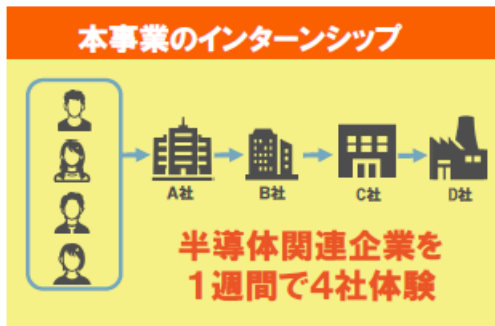 本事業のインターンシップ
A社
B社
C社
D社
半導体関連企業を
1週間で4社体験